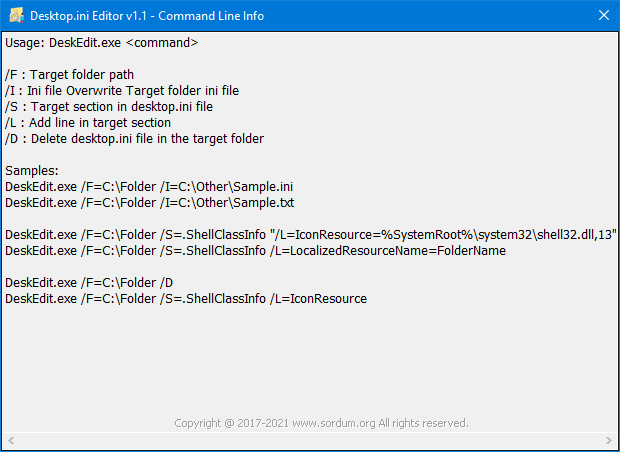 Desktop.ini Editor v1.1 - Command Line Info
Usage: DeskEdit.exe <command>
/F : Target folder path
/I : Ini file Overwrite Target folder ini file
/S : Target section in desktop.ini file
/L : Add line in target section
/D : Delete desktop.ini file in the target folder
Samples:
DeskEdit.exe /F=C:\Folder /I=C:\Other\Sample.ini
DeskEdit.exe /F=C:\Folder /I=C:\Other\Sample.txt
DeskEdit.exe /F=C:\Folder /S=.ShellClassInfo "/L=IconResource=%SystemRoot%\system32\shell32.dll,13"
DeskEdit.exe /F=C:\Folder /S=.ShellClassInfo /L=LocalizedResourceName=FolderName
DeskEdit.exe /F=C:\Folder /D
DeskEdit.exe /F=C:\Folder /S=.ShellClassInfo /L=IconResource
Copyright @ 2017-2021 www.sordum.org All rights reserved.